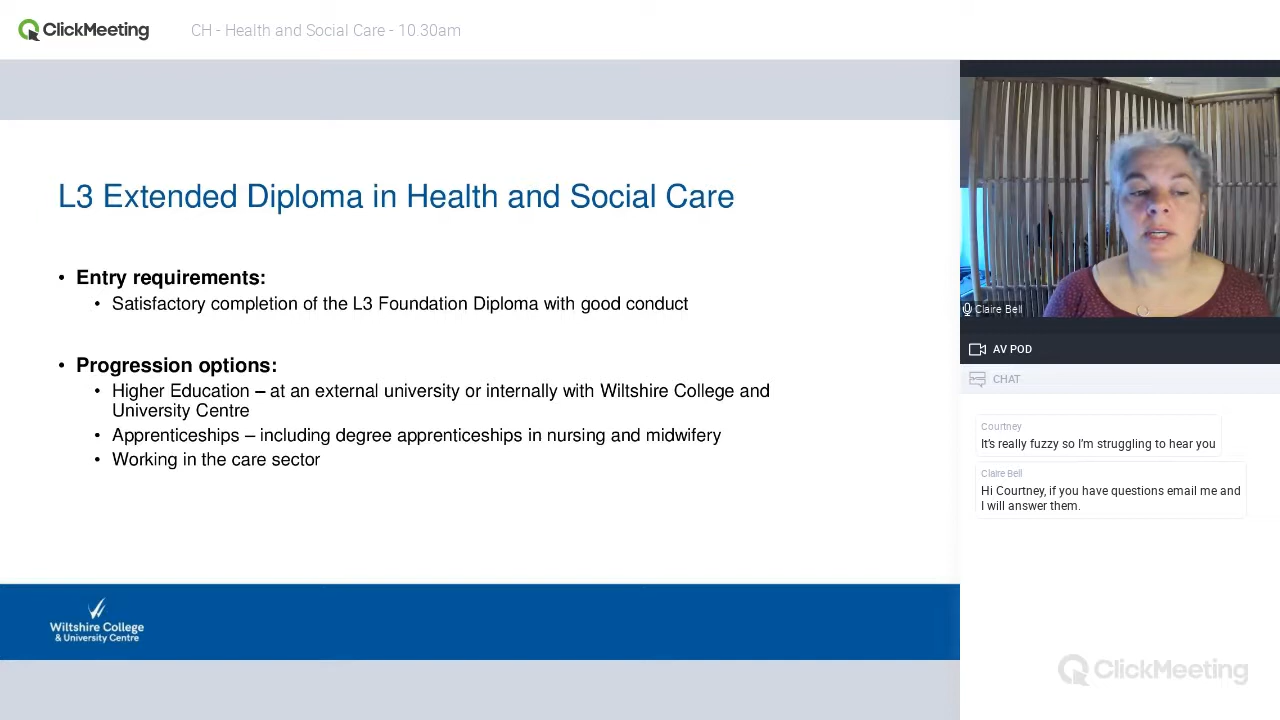 ClickMeeting
CH - Health and Social Care - 10.30am
L3 Extended Diploma in Health and Social Care
• Entry requirements:
• Satisfactory completion of the L3 Foundation Diploma with good conduct
• Progression options:
• Higher Education – at an external university or internally with Wiltshire College and
University Centre
• Apprenticeships – including degree apprenticeships in nursing and midwifery
• Working in the care sector
Wiltshire College
& University Centre
Claire Bell
AV POD
CHAT
Courtney
It's really fuzzy so I'm struggling to hear you
Claire Bell
Hi Courtney, if you have questions email me and
I will answer them.
ClickMeeting